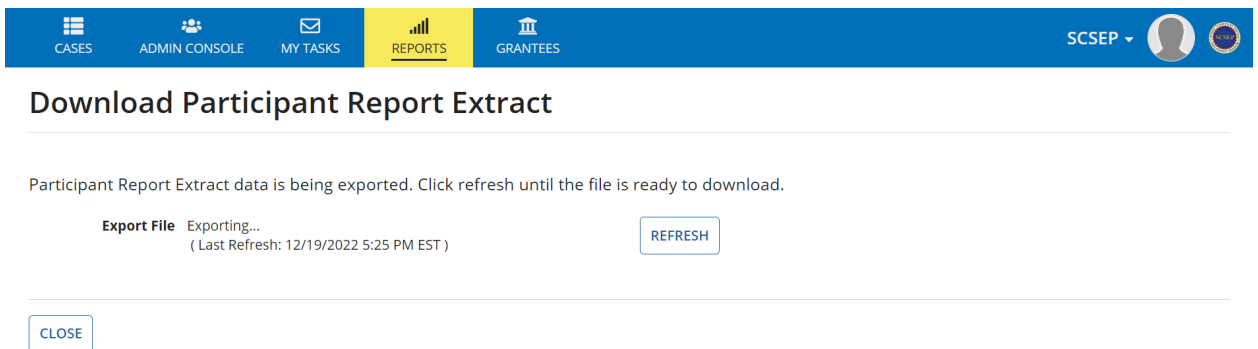 CASES
ADMIN CONSOLE
MY TASKS
REPORTS
GRANTEES
SCSEP
SCSEP
Download Participant Report Extract
Participant Report Extract data is being exported. Click refresh until the file is ready to download.
Export File Exporting...
( Last Refresh: 12/19/2022 5:25 PM EST )
REFRESH
CLOSE